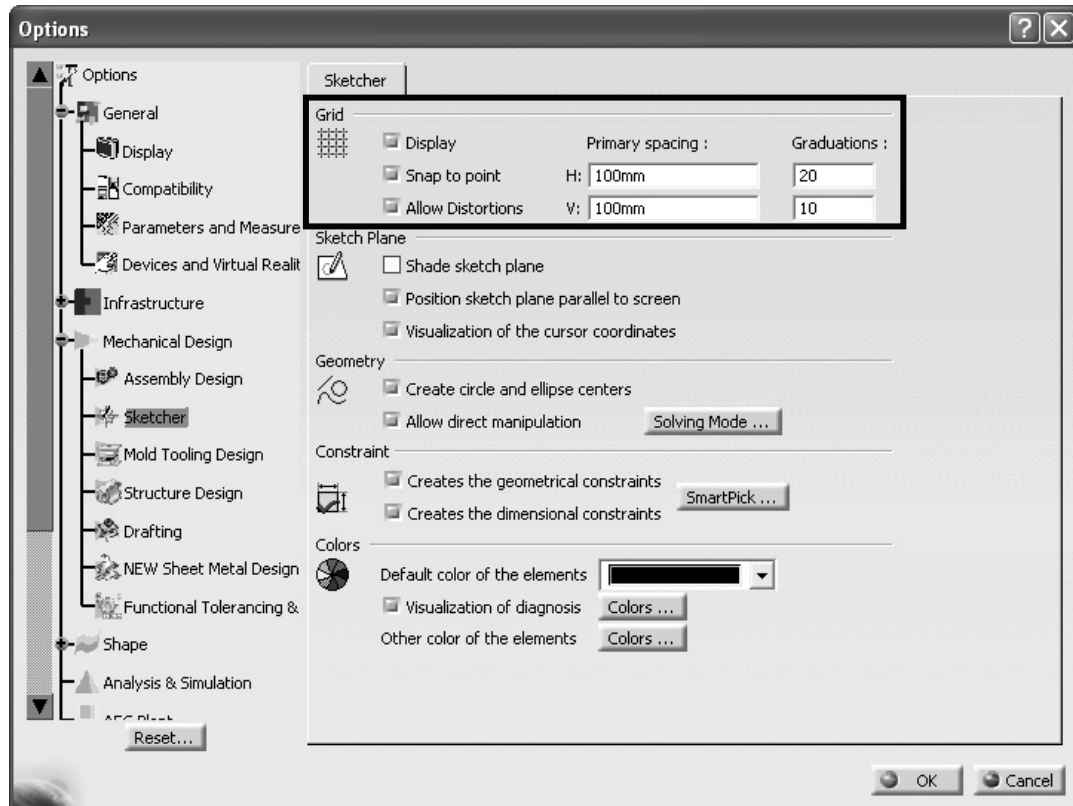 Options
Options
General
Display
Compatibility
Parameters and Measure
Devices and Virtual Realit
Infrastructure
Mechanical Design
Assembly Design
Sketcher
Mold Tooling Design
Structure Design
Drafting
NEW Sheet Metal Design
Functional Tolerancing &
Shape
Analysis & Simulation
Reset...
Sketcher
Grid
Display Primary spacing : Graduations :
Snap to point H: 100mm 20
Allow Distortions V: 100mm 10
Sketch Plane
Shade sketch plane
Position sketch plane parallel to screen
Visualization of the cursor coordinates
Geometry
Create circle and ellipse centers
Allow direct manipulation Solving Mode ...
Constraint
Creates the geometrical constraints
SmartPick ...
Creates the dimensional constraints
Colors
Default color of the elements
Visualization of diagnosis Colors ...
Other color of the elements Colors ...
OK Cancel